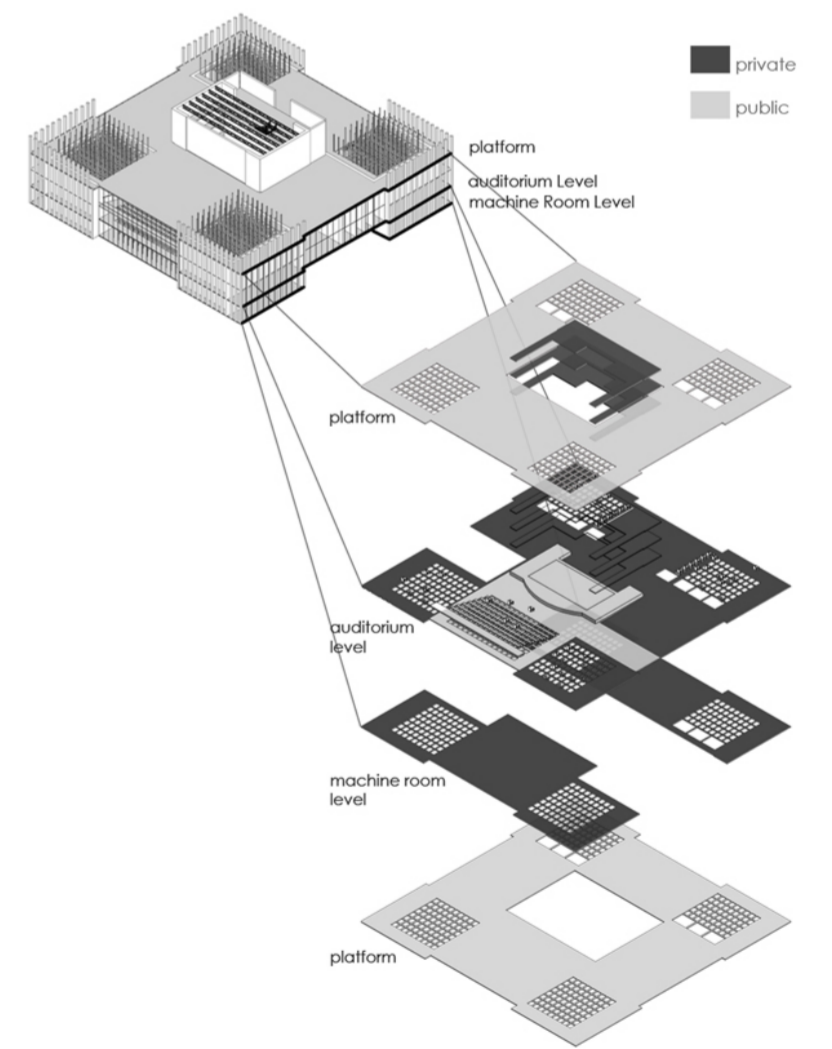 private
public
platform
auditorium Level
machine Room Level
platform
auditorium
level
machine room
level
platform